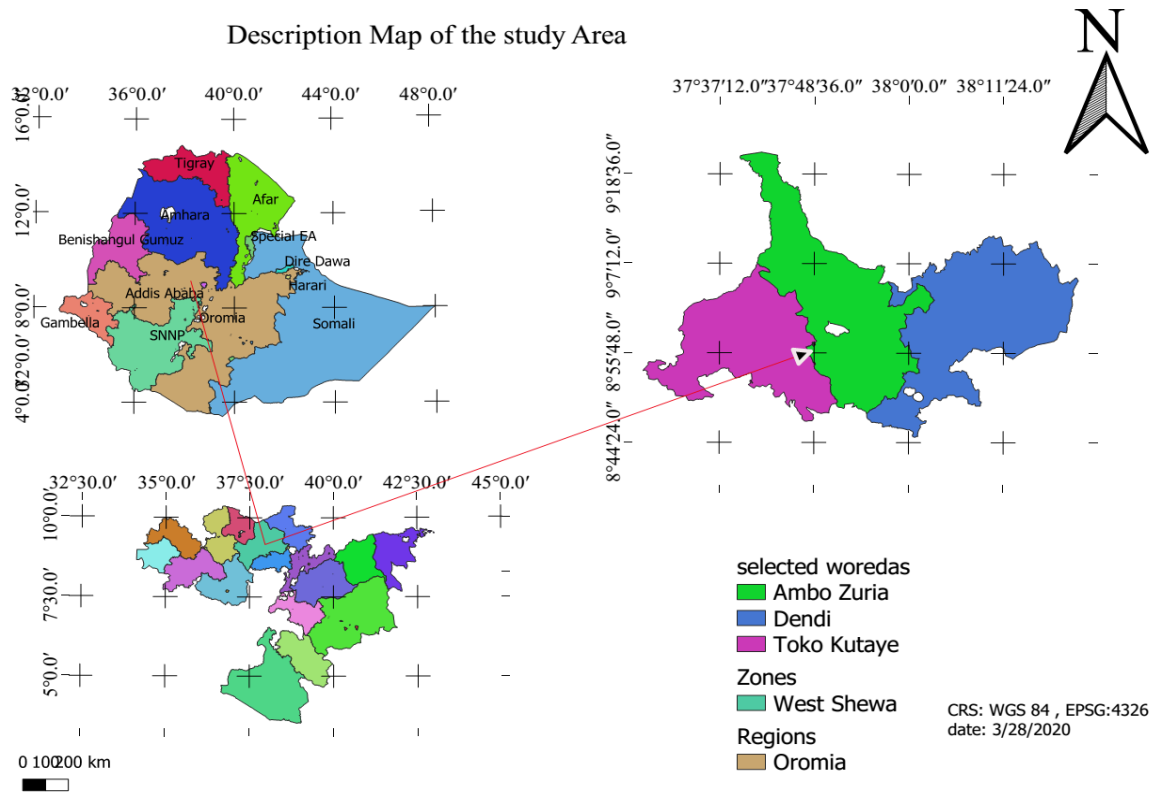 Description Map of the study Area
N
32°0.0′ 36°0.0′ 40°0.0′ 44°0.0′ 48°0.0′
16°0.0′
12°0.0′
8°0.0′
4°0.0′
Tigray
Afar
Amhara
Benishangul Gumuz
Special EA
Dire Dawa
Harari
Addis Ababa
Oromia
Gambella
Somali
SNNP
37°37′12.0″ 37°48′36.0″ 38°0′0.0″ 38°11′24.0″
9°18′36.0″
9°7′12.0″
8°55′48.0″
8°44′24.0″
32°30.0′ 35°0.0′ 37°30.0′ 40°0.0′ 42°30.0′ 45°0.0′
10°0.0′
7°30.0′
5°0.0′
selected woredas
Ambo Zuria
Dendi
Toko Kutaye
Zones
West Shewa
Regions
Oromia
CRS: WGS 84 , EPSG:4326
date: 3/28/2020
0 100200 km